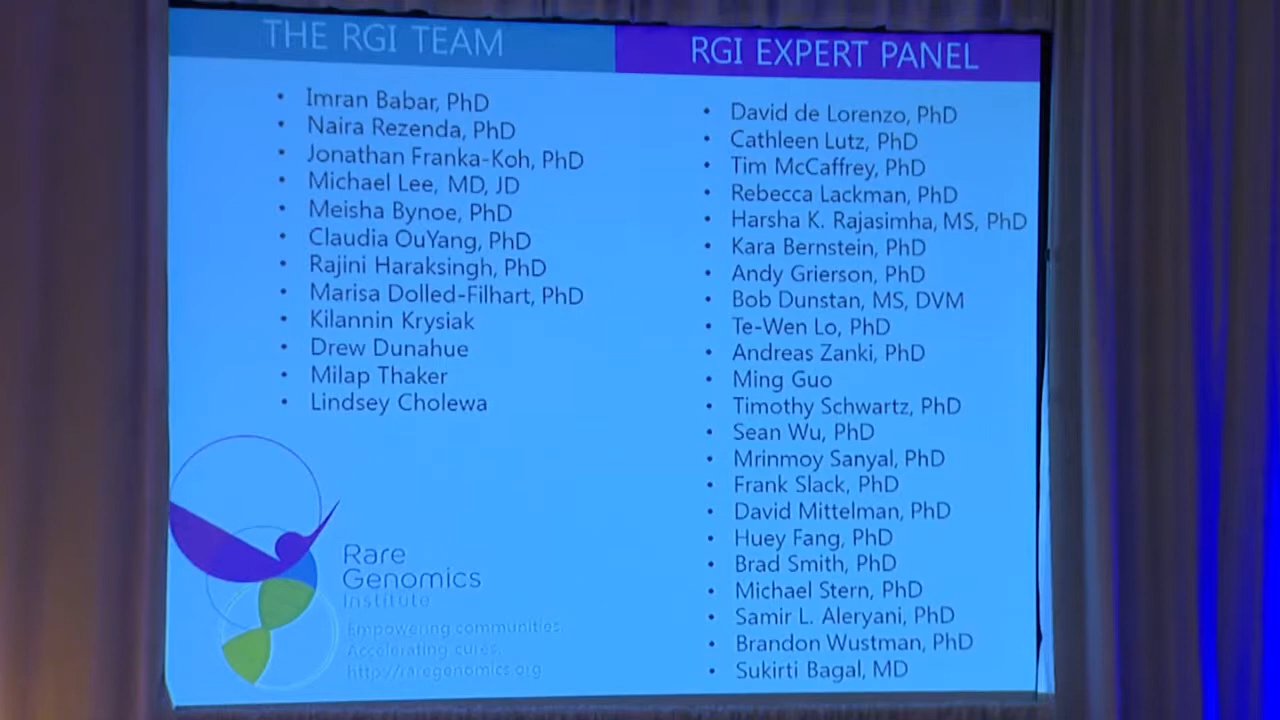 THE RGI TEAM
• Imran Babar, PhD
• Naira Rezenda, PhD
• Jonathan Franka-Koh, PhD
• Michael Lee, MD, JD
• Meisha Bynoe, PhD
• Claudia OuYang, PhD
• Rajini Haraksingh, PhD
• Marisa Dolled-Filhart, PhD
• Kilannin Krysiak
• Drew Dunahue
• Milap Thaker
• Lindsey Cholewa
Rare
Genomics
Institute
Empowering communities.
Accelerating cures.
http://raregenomics.org
RGI EXPERT PANEL
• David de Lorenzo, PhD
• Cathleen Lutz, PhD
• Tim McCaffrey, PhD
• Rebecca Lackman, PhD
• Harsha K. Rajasimha, MS, PhD
• Kara Bernstein, PhD
• Andy Grierson, PhD
• Bob Dunstan, MS, DVM
• Te-Wen Lo, PhD
• Andreas Zanki, PhD
• Ming Guo
• Timothy Schwartz, PhD
• Sean Wu, PhD
• Mrinmoy Sanyal, PhD
• Frank Slack, PhD
• David Mittelman, PhD
• Huey Fang, PhD
• Brad Smith, PhD
• Michael Stern, PhD
• Samir L. Aleryani, PhD
• Brandon Wustman, PhD
• Sukirti Bagal, MD